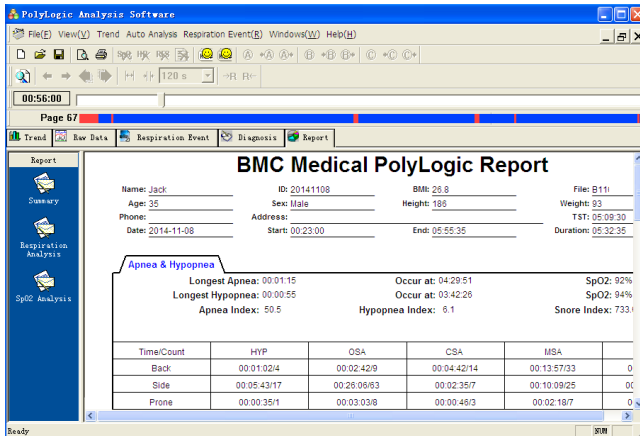 PolyLogic Analysis Software
File(F) View(V) Trend Auto Analysis Respiration Event(R) Windows(W) Help(H)
120 s
00:56:00
Page 67
Trend Raw Data Respiration Event Diagnosis Report
Report
Summary
Respiration
Analysis
SpO2 Analysis
BMC Medical PolyLogic Report
Name: Jack ID: 20141108 BMI: 26.8 File: B11
Age: 35 Sex: Male Height: 186 Weight: 93
Phone: Address: TST: 05:09:30
Date: 2014-11-08 Start: 00:23:00 End: 05:55:35 Duration: 05:32:35
Apnea & Hypopnea
Longest Apnea: 00:01:15 Occur at: 04:29:51 SpO2: 92%
Longest Hypopnea: 00:00:55 Occur at: 03:42:26 SpO2: 94%
Apnea Index: 50.5 Hypopnea Index: 6.1 Snore Index: 733.
Time/Count HYP OSA CSA MSA
Back 00:01:02/4 00:02:42/9 00:04:42/14 00:13:57/33 0
Side 00:05:43/17 00:26:06/63 00:02:35/7 00:10:09/25 00
Prone 00:00:35/1 00:03:03/8 00:00:46/3 00:02:18/7 0
Ready NUM